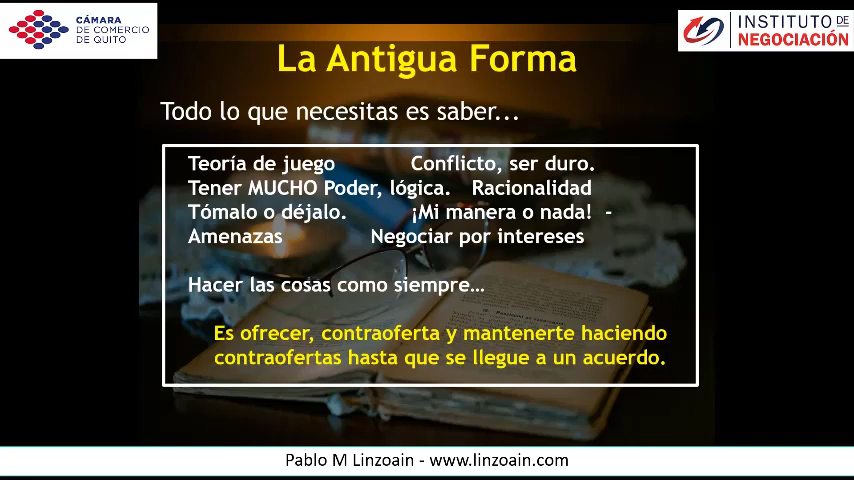 CÁMARA
DE COMERCIO
DE QUITO
INSTITUTO DE
NEGOCIACIÓN
La Antigua Forma
Todo lo que necesitas es saber...
Teoría de juego Conflicto, ser duro.
Tener MUCHO Poder, lógica. Racionalidad
Tómalo o déjalo. ¡Mi manera o nada! -
Amenazas Negociar por intereses
Hacer las cosas como siempre…
Es ofrecer, contraoferta y mantenerte haciendo
contraofertas hasta que se llegue a un acuerdo.
Pablo M Linzoain - www.linzoain.com